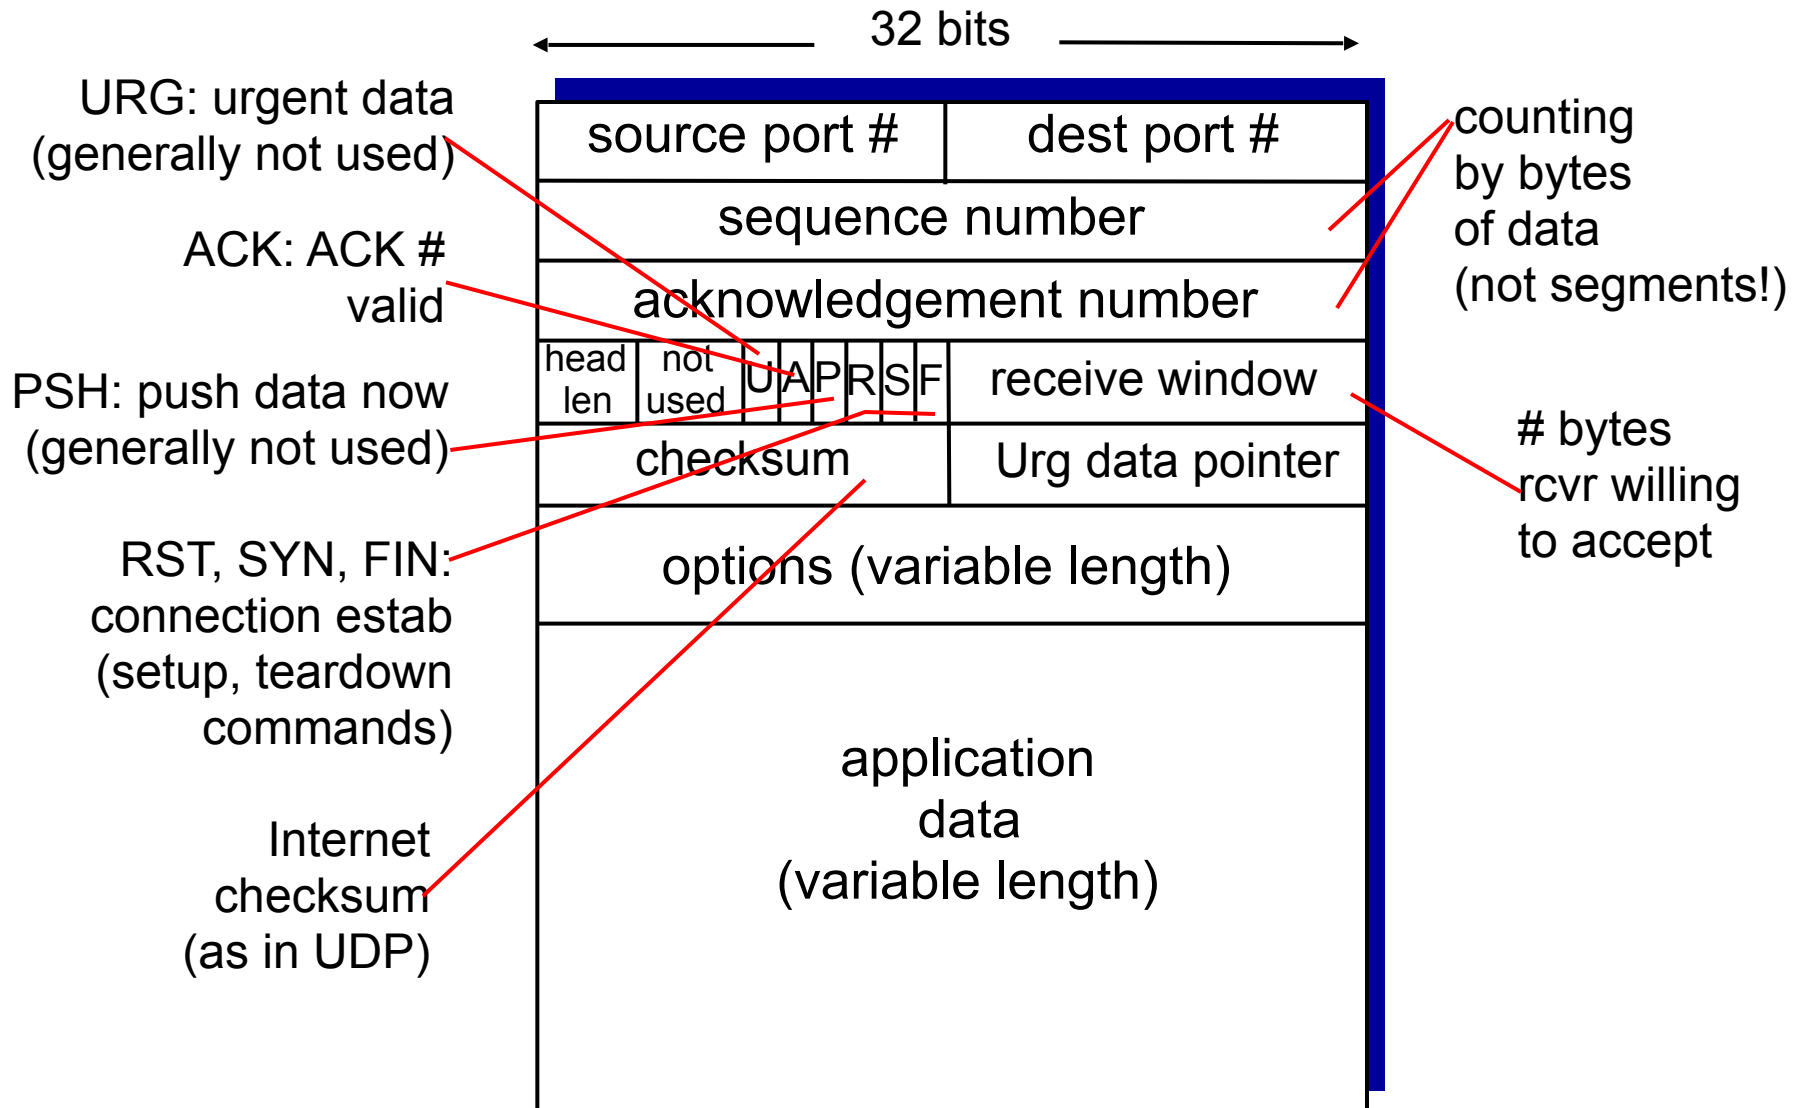 32 bits
URG: urgent data
(generally not used)
ACK: ACK #
valid
PSH: push data now
(generally not used)
RST, SYN, FIN:
connection estab
(setup, teardown
commands)
Internet
checksum
(as in UDP)
source port #
dest port #
sequence number
acknowledgement number
head
len
not
used
U
A
P
R
S
F
receive window
checksum
Urg data pointer
options (variable length)
application
data
(variable length)
counting
by bytes
of data
(not segments!)
# bytes
rcvr willing
to accept